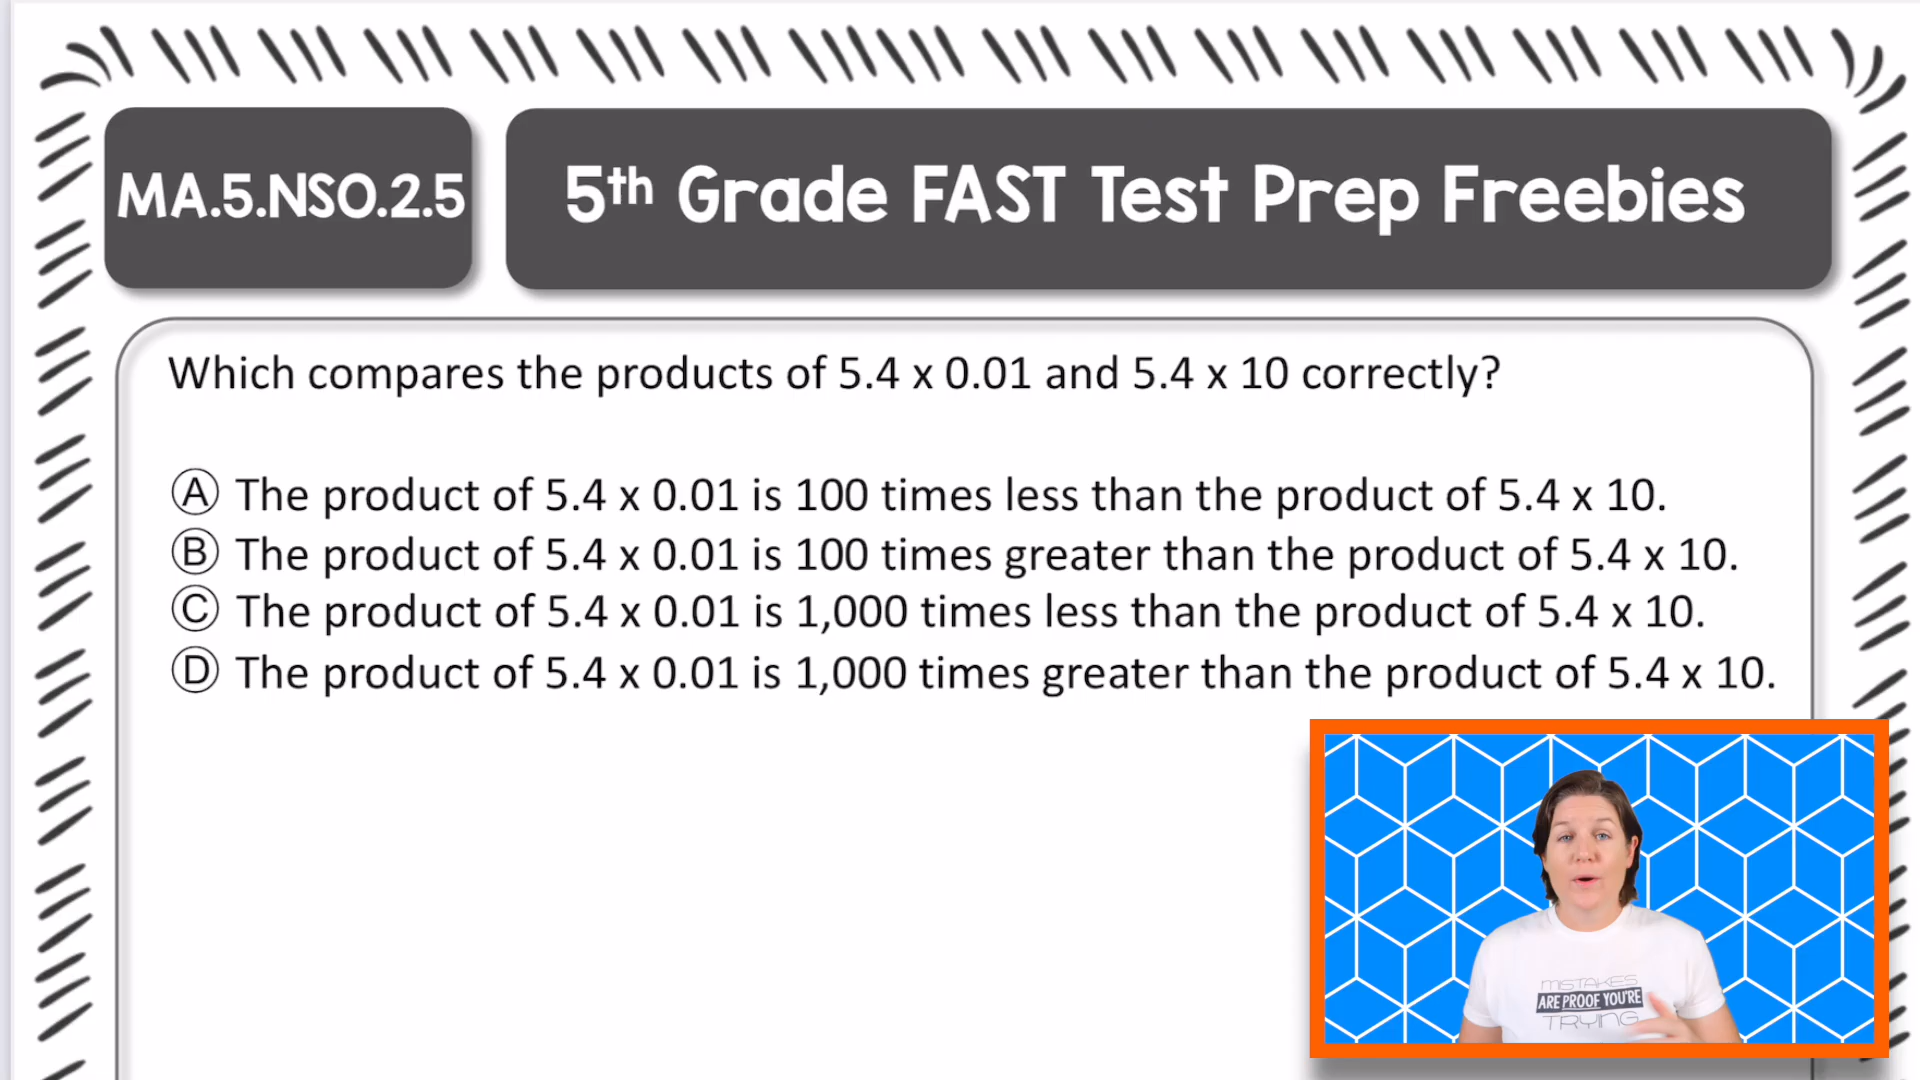 MA.5.NSO.2.5
5th Grade FAST Test Prep Freebies
Which compares the products of 5.4 x 0.01 and 5.4 x 10 correctly?
Ⓐ The product of 5.4 x 0.01 is 100 times less than the product of 5.4 x 10.
Ⓑ The product of 5.4 x 0.01 is 100 times greater than the product of 5.4 x 10.
Ⓒ The product of 5.4 x 0.01 is 1,000 times less than the product of 5.4 x 10.
Ⓓ The product of 5.4 x 0.01 is 1,000 times greater than the product of 5.4 x 10.
MISTAKES
ARE PROOF YOU'RE
TRYING